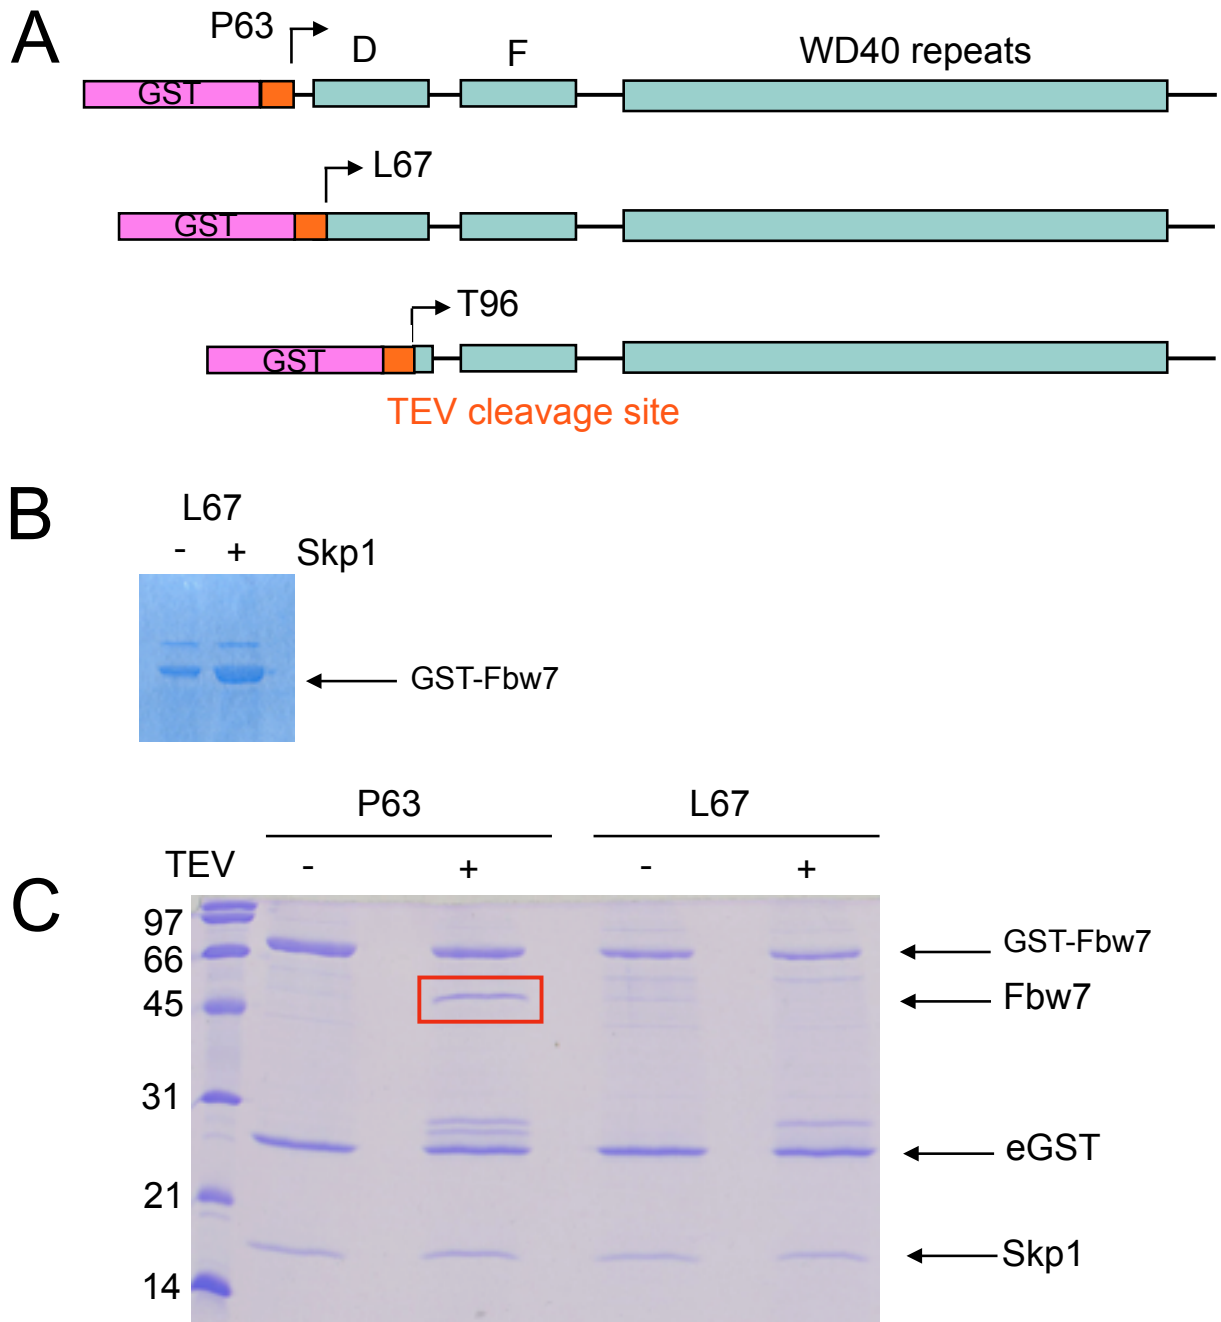 A
P63
D
F
WD40 repeats
GST
L67
GST
T96
GST
TEV cleavage site
B
L67
- + Skp1
GST-Fbw7
C
P63 L67
TEV - + - +
97
66
45
31
21
14
GST-Fbw7
Fbw7
eGST
Skp1